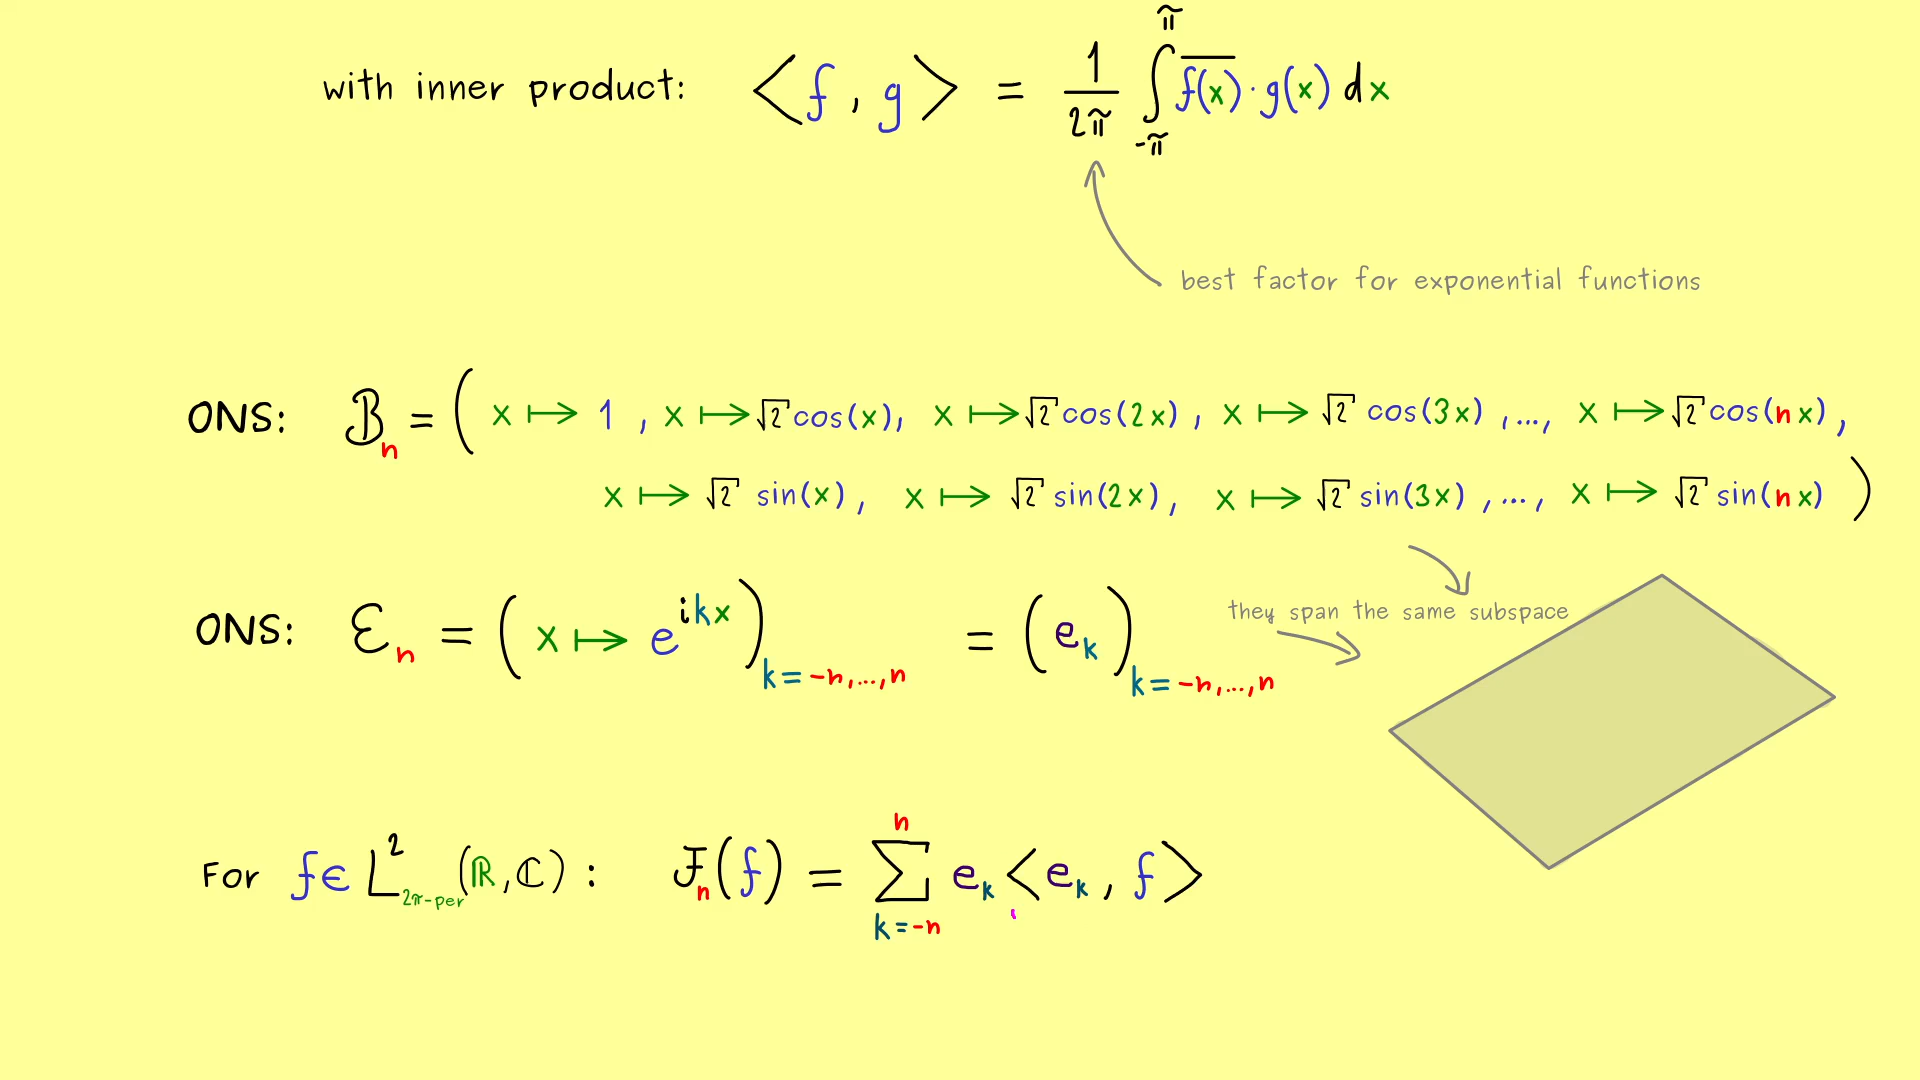 with inner product: <f, g> = 1/2π ∫_{-π}^{π} \overline{f(x)}·g(x) dx
best factor for exponential functions
ONS: ℬ_n = ( x ↦ 1 , x ↦ √2 cos(x), x ↦ √2 cos(2x), x ↦ √2 cos(3x), ..., x ↦ √2 cos(nx),
x ↦ √2 sin(x), x ↦ √2 sin(2x), x ↦ √2 sin(3x), ..., x ↦ √2 sin(nx) )
they span the same subspace
ONS: ℰ_n = ( x ↦ e^{ikx} )_{k=-n,...,n} = ( e_k )_{k=-n,...,n}
For f ∈ L²_{2π-per}(ℝ, ℂ) : ℱ_n(f) = ∑_{k=-n}^{n} e_k <e_k, f>